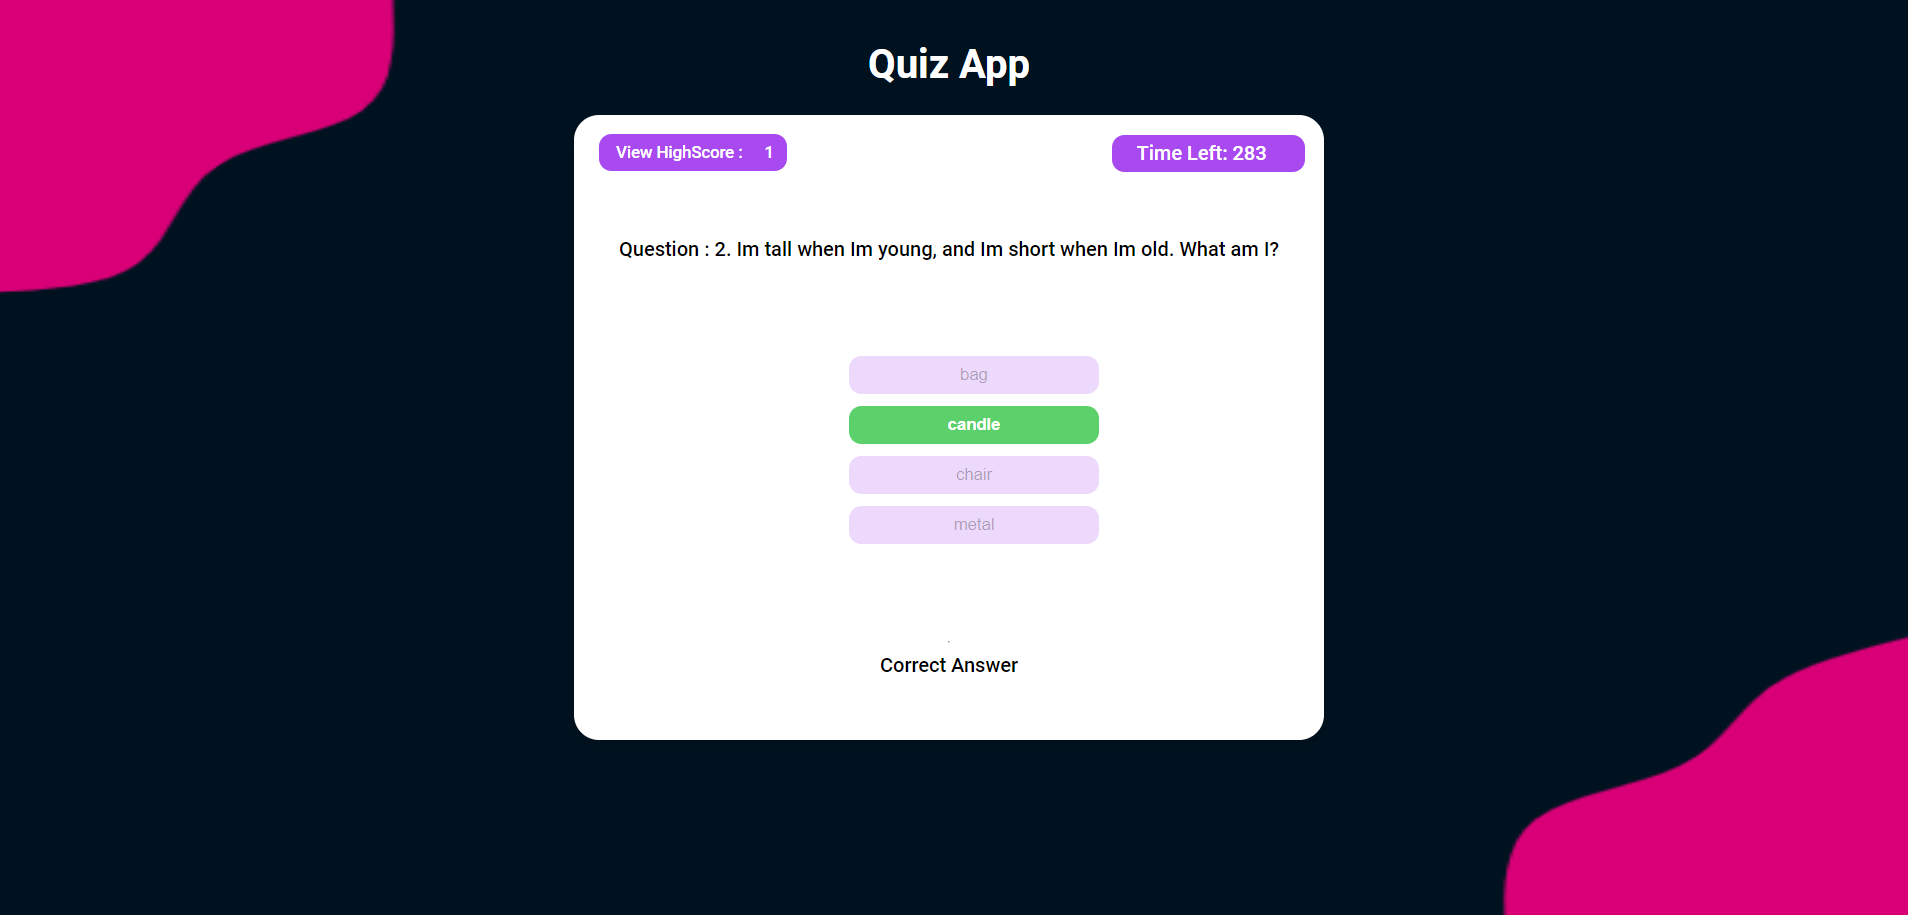 Quiz App
View HighScore : 1
Time Left: 283
Question : 2. Im tall when Im young, and Im short when Im old. What am I?
bag
candle
chair
metal
Correct Answer